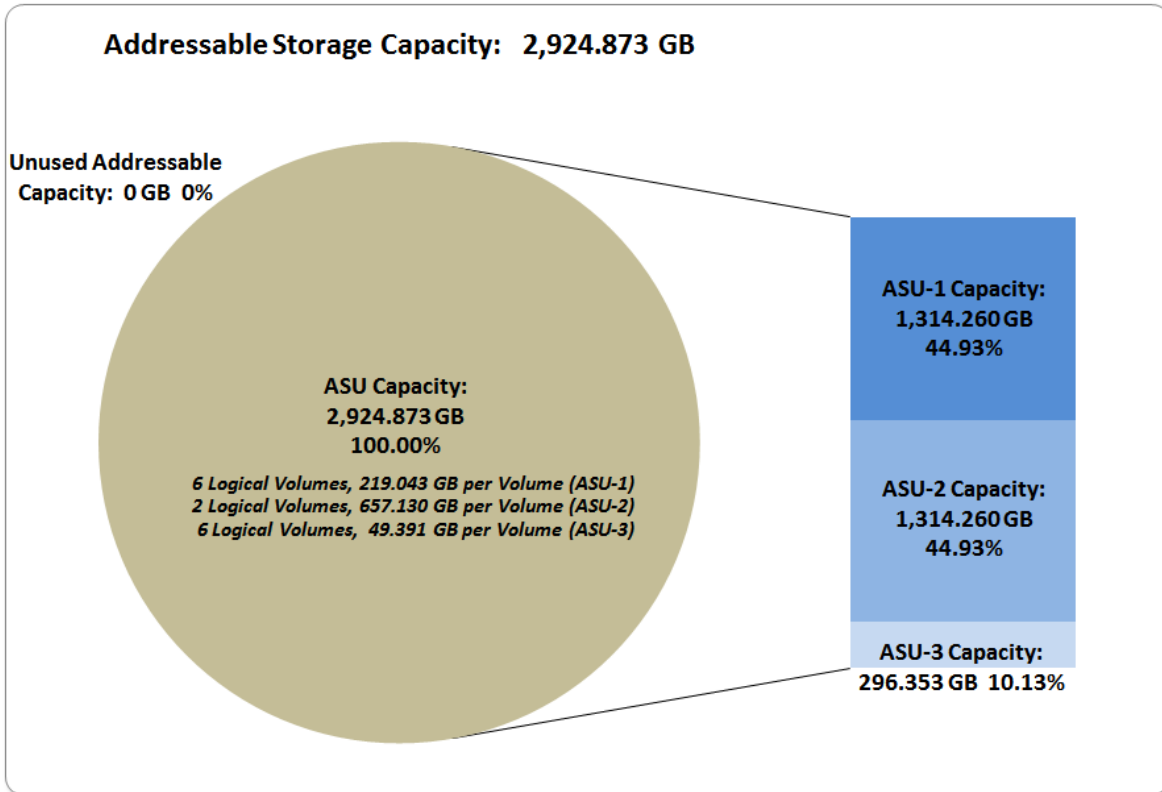 Addressable Storage Capacity: 2,924.873 GB
Unused Addressable
Capacity: 0 GB 0%
ASU Capacity:
2,924.873 GB
100.00%
6 Logical Volumes, 219.043 GB per Volume (ASU-1)
2 Logical Volumes, 657.130 GB per Volume (ASU-2)
6 Logical Volumes, 49.391 GB per Volume (ASU-3)
ASU-1 Capacity:
1,314.260 GB
44.93%
ASU-2 Capacity:
1,314.260 GB
44.93%
ASU-3 Capacity:
296.353 GB 10.13%